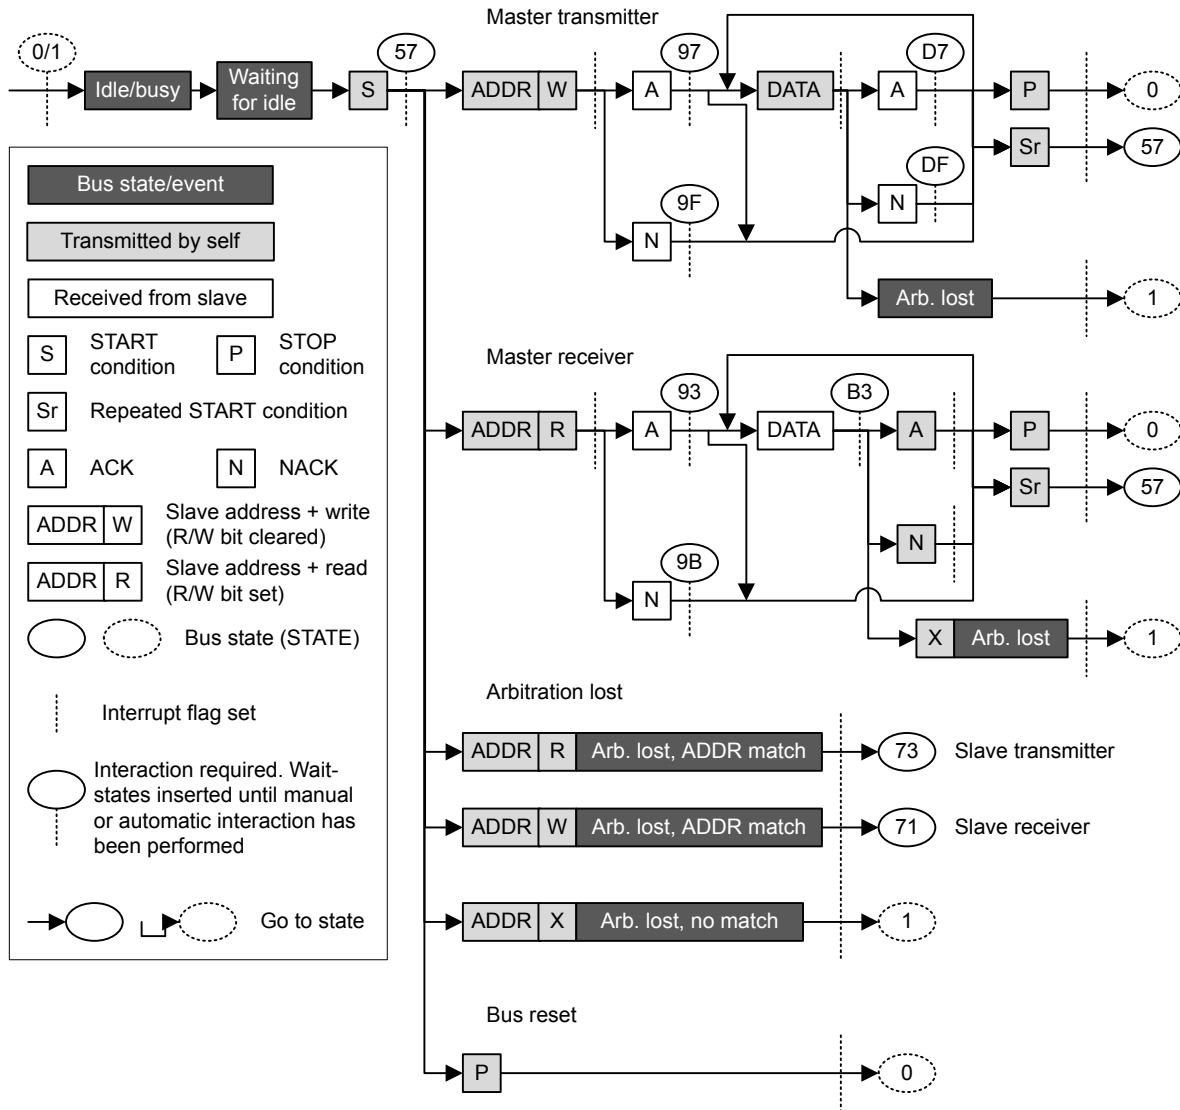 Master transmitter
0/1
57
97
D7
Idle/busy
Waiting
for idle
S
ADDR W
A
DATA
A
P
0
Sr
57
DF
N
9F
N
Arb. lost
1
Bus state/event
Transmitted by self
Received from slave
S
START
condition
P
STOP
condition
Sr
Repeated START condition
A
ACK
N
NACK
ADDR W
Slave address + write
(R/W bit cleared)
ADDR R
Slave address + read
(R/W bit set)
Bus state (STATE)
Interrupt flag set
Interaction required. Wait-
states inserted until manual
or automatic interaction has
been performed
Go to state
Master receiver
93
B3
ADDR R
A
DATA
A
P
0
Sr
57
N
9B
N
X
Arb. lost
1
Arbitration lost
ADDR R Arb. lost, ADDR match
73
Slave transmitter
ADDR W Arb. lost, ADDR match
71
Slave receiver
ADDR X Arb. lost, no match
1
Bus reset
P
0